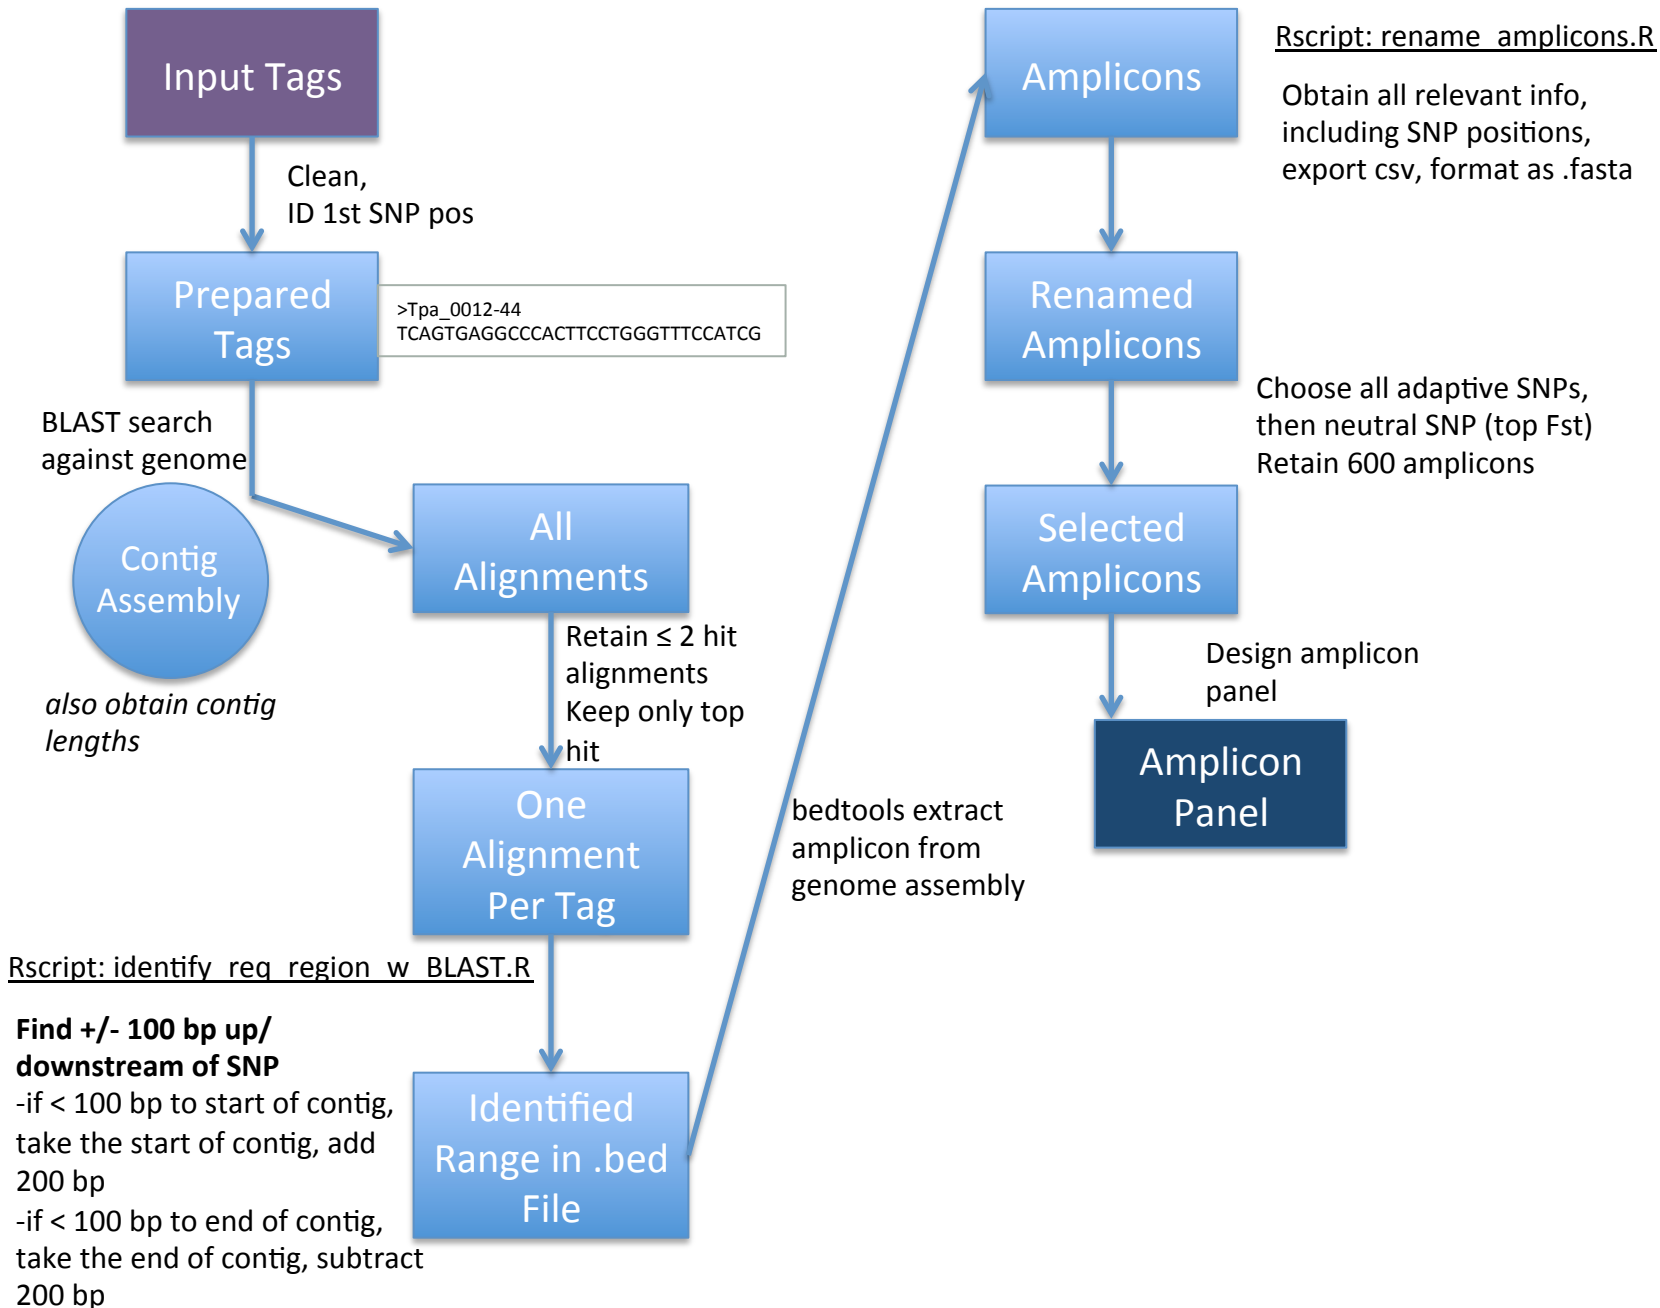 Input Tags
Clean,
ID 1st SNP pos
Prepared
Tags
>Tpa_0012-44
TCAGTGAGGCCCACTTCCTGGGTTTCCATCG
BLAST search
against genome
Contig
Assembly
also obtain contig
lengths
All
Alignments
Retain ≤ 2 hit
alignments
Keep only top
hit
One
Alignment
Per Tag
Rscript: identify_req_region_w_BLAST.R
Find +/- 100 bp up/
downstream of SNP
-if < 100 bp to start of contig,
take the start of contig, add
200 bp
-if < 100 bp to end of contig,
take the end of contig, subtract
200 bp
Identified
Range in .bed
File
bedtools extract
amplicon from
genome assembly
Amplicons
Rscript: rename_amplicons.R
Obtain all relevant info,
including SNP positions,
export csv, format as .fasta
Renamed
Amplicons
Choose all adaptive SNPs,
then neutral SNP (top Fst)
Retain 600 amplicons
Selected
Amplicons
Design amplicon
panel
Amplicon
Panel